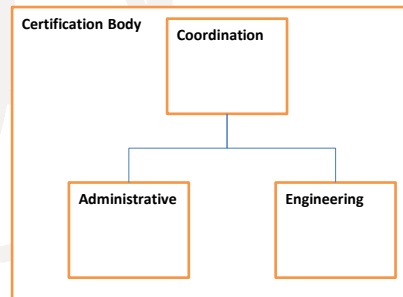 Certification Body
Coordination
Administrative
Engineering